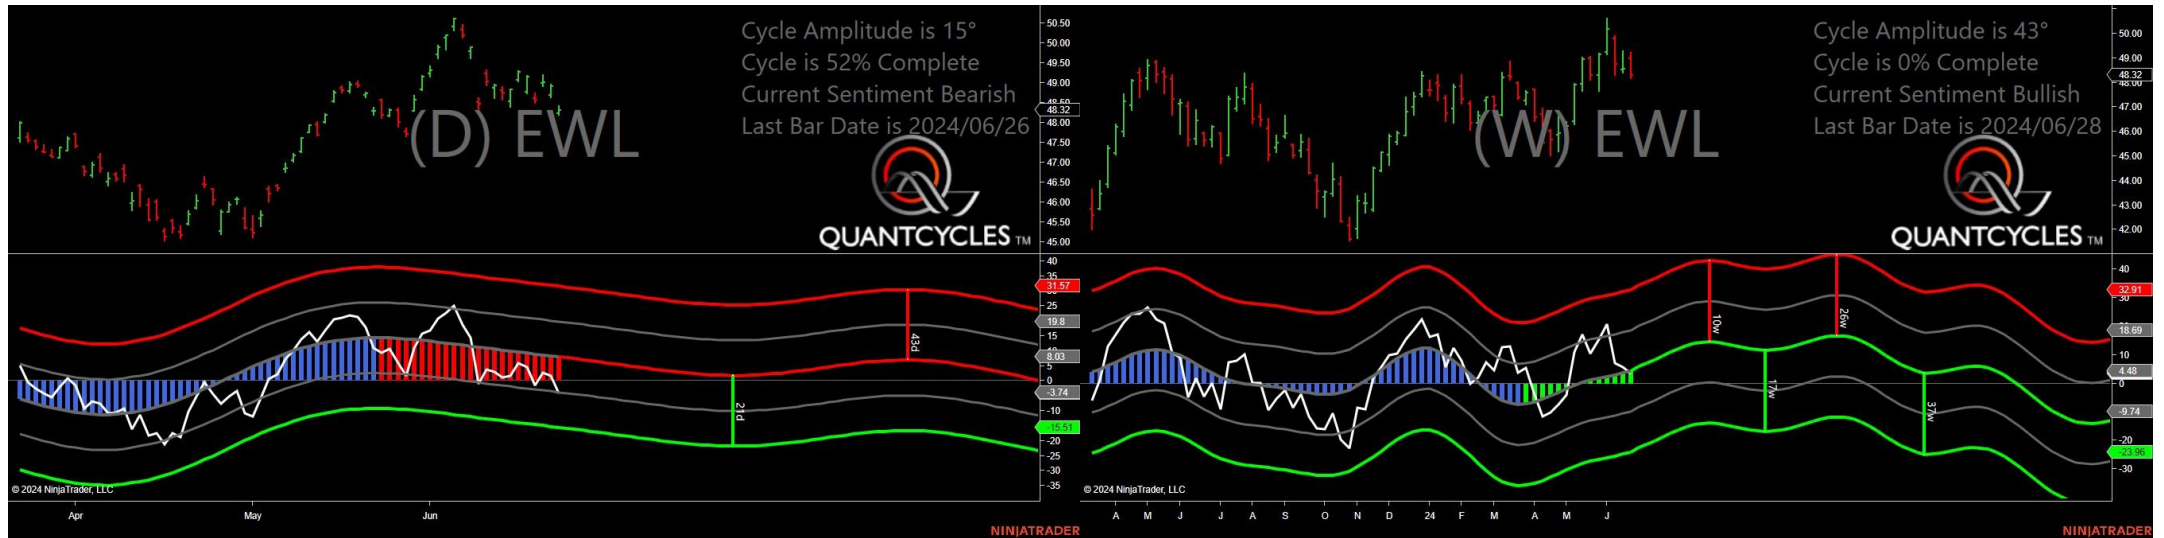 Cycle Amplitude is 15°
Cycle is 52% Complete
Current Sentiment Bearish
Last Bar Date is 2024/06/26
(D) EWL
QUANTCYCLES TM
50.50
50.00
49.50
49.00
48.50
48.32
48.00
47.50
47.00
46.50
46.00
45.50
45.00
40
35
31.57
25
19.8
15
8.03
5
0
-3.74
-10
-15.51
-20
-25
-30
-35
43d
21d
© 2024 NinjaTrader, LLC
Apr
May
Jun
NINJATRADER
Cycle Amplitude is 43°
Cycle is 0% Complete
Current Sentiment Bullish
Last Bar Date is 2024/06/28
(W) EWL
QUANTCYCLES TM
50.00
49.00
48.32
48.00
47.00
46.00
45.00
44.00
43.00
42.00
40
32.91
30
18.69
10
4.48
0
-9.74
-20
-23.96
-30
10w
26w
17w
37w
© 2024 NinjaTrader, LLC
A M J J A S O N D 24 F M A M J
NINJATRADER